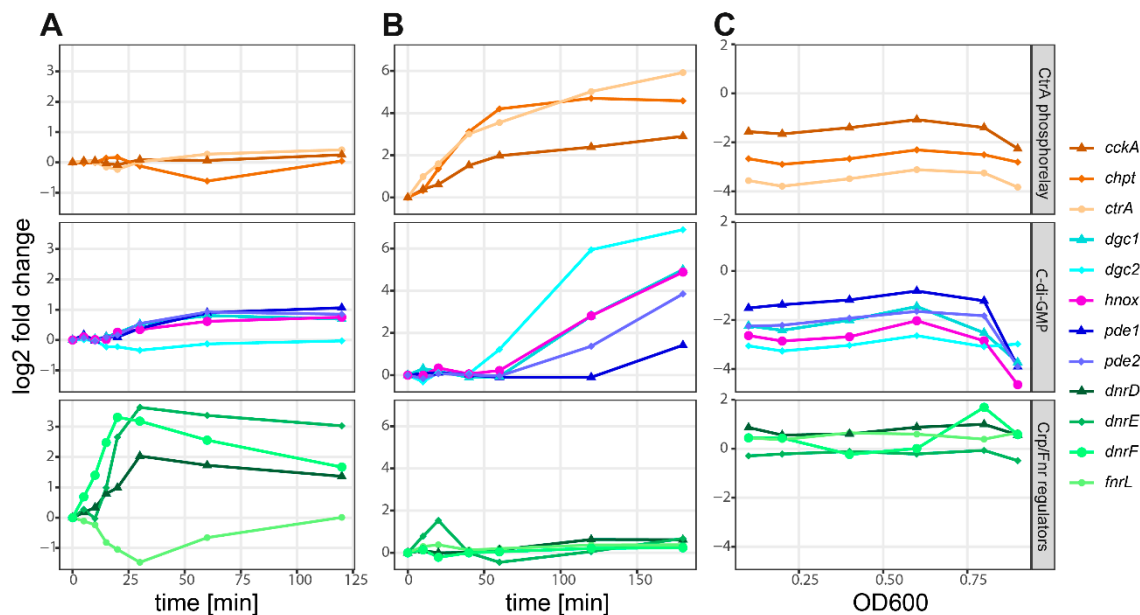 A B C
log2 fold change
3
2
1
0
−1
3
2
1
0
−1
3
2
1
0
−1
0 25 50 75 100 125
time [min]
6
4
2
0
6
4
2
0
6
4
2
0
0 50 100 150
time [min]
2
0
−2
−4
2
0
−2
−4
2
0
−2
−4
0.25 0.50 0.75
OD600
CtrA phosphorelay
C-di-GMP
Crp/Fnr regulators
cckA
chpt
ctrA
dgc1
dgc2
hnox
pde1
pde2
dnrD
dnrE
dnrF
fnrL